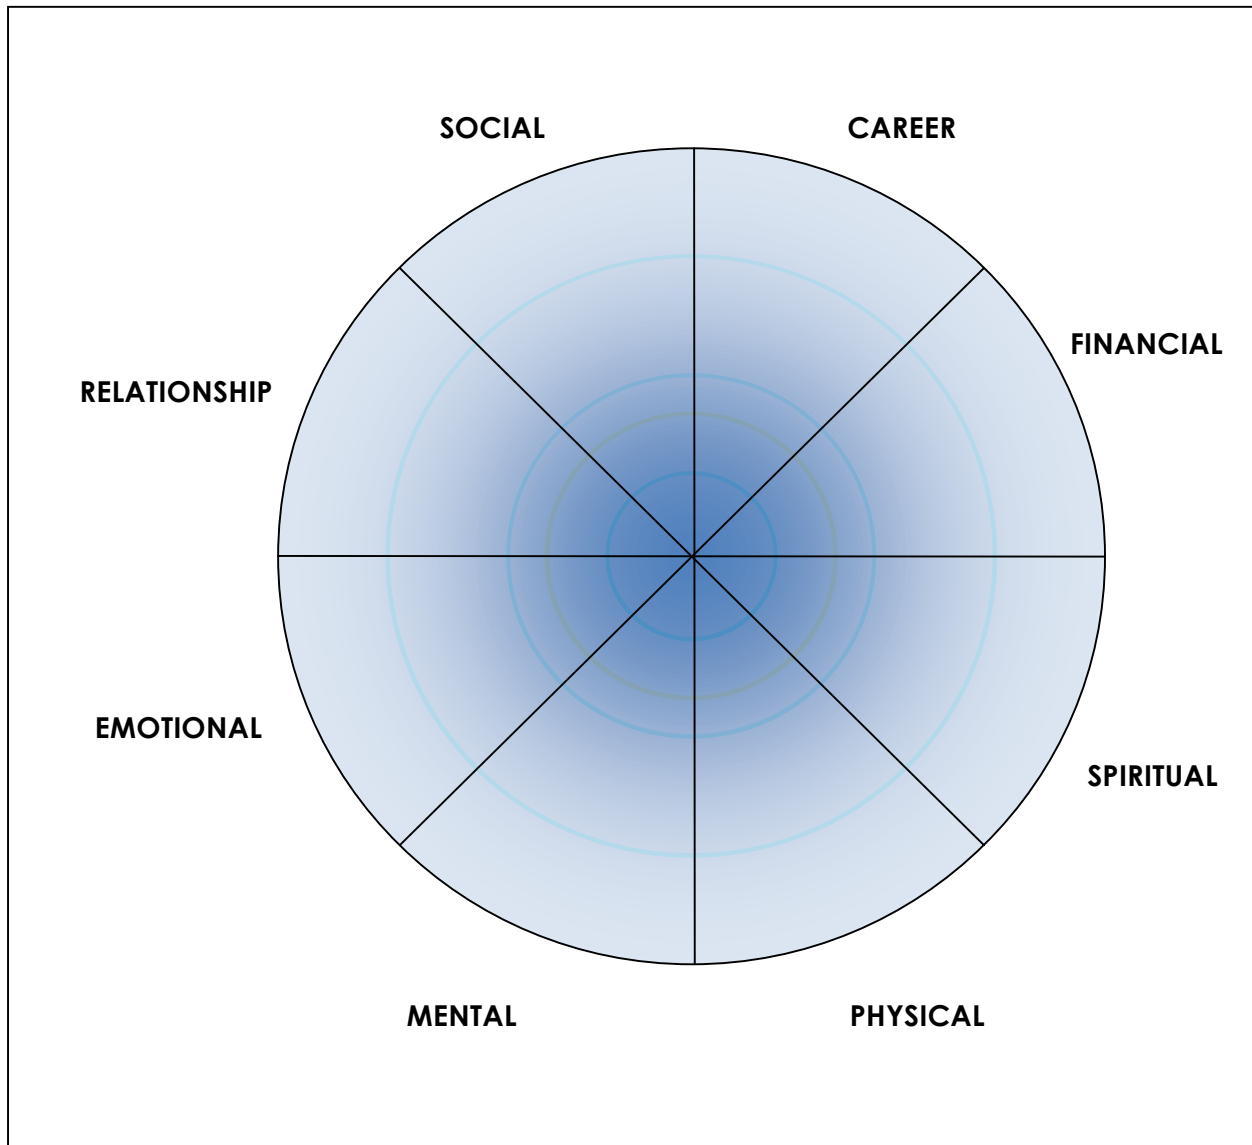 SOCIAL
CAREER
FINANCIAL
RELATIONSHIP
EMOTIONAL
SPIRITUAL
MENTAL
PHYSICAL